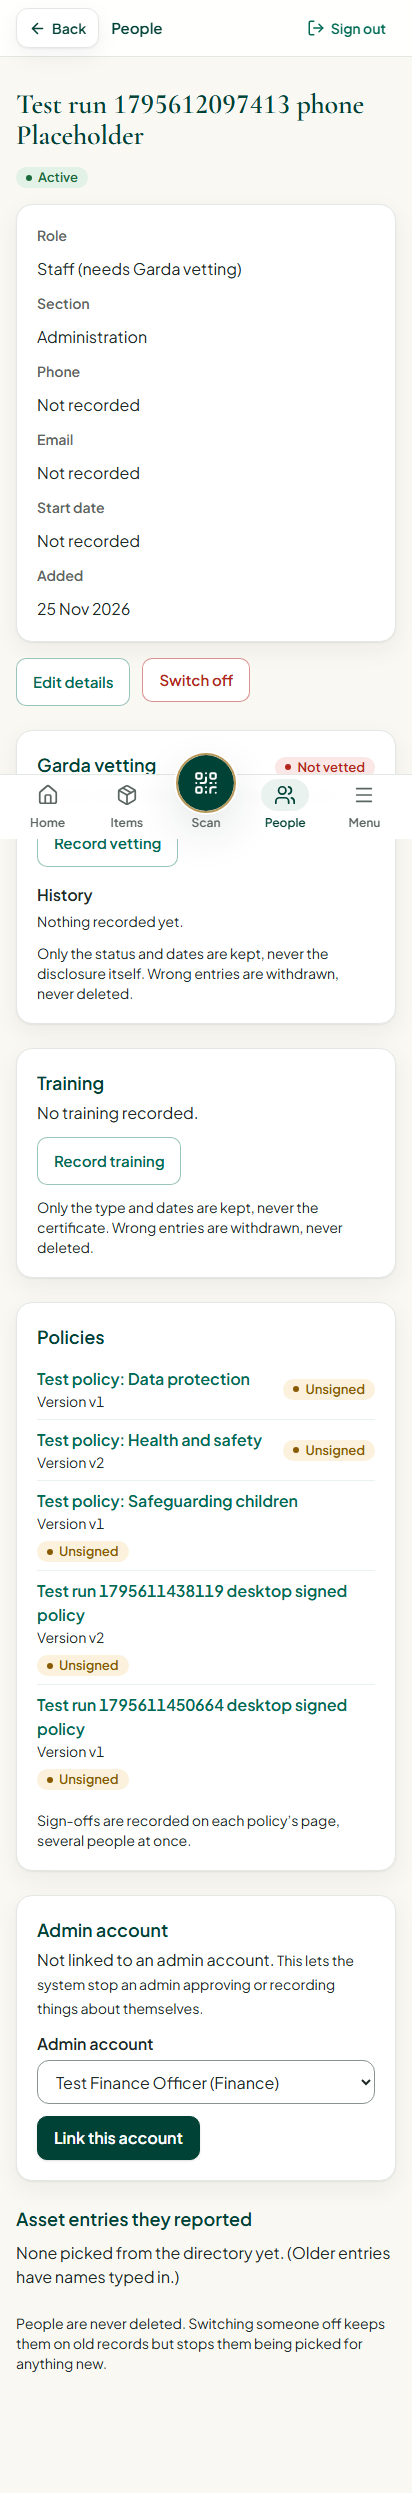 Back
People
Sign out
Test run 1795612097413 phone
Placeholder
Active
Role
Staff (needs Garda vetting)
Section
Administration
Phone
Not recorded
Email
Not recorded
Start date
Not recorded
Added
25 Nov 2026
Edit details
Switch off
Garda vetting
Not vetted
Home
Items
Scan
People
Menu
Record vetting
History
Nothing recorded yet.
Only the status and dates are kept, never the
disclosure itself. Wrong entries are withdrawn,
never deleted.
Training
No training recorded.
Record training
Only the type and dates are kept, never the
certificate. Wrong entries are withdrawn, never
deleted.
Policies
Test policy: Data protection
Unsigned
Version v1
Test policy: Health and safety
Unsigned
Version v2
Test policy: Safeguarding children
Version v1
Unsigned
Test run 1795611438119 desktop signed
policy
Version v2
Unsigned
Test run 1795611450664 desktop signed
policy
Version v1
Unsigned
Sign-offs are recorded on each policy's page,
several people at once.
Admin account
Not linked to an admin account. This lets the
system stop an admin approving or recording
things about themselves.
Admin account
Test Finance Officer (Finance)
Link this account
Asset entries they reported
None picked from the directory yet. (Older entries
have names typed in.)
People are never deleted. Switching someone off keeps
them on old records but stops them being picked for
anything new.